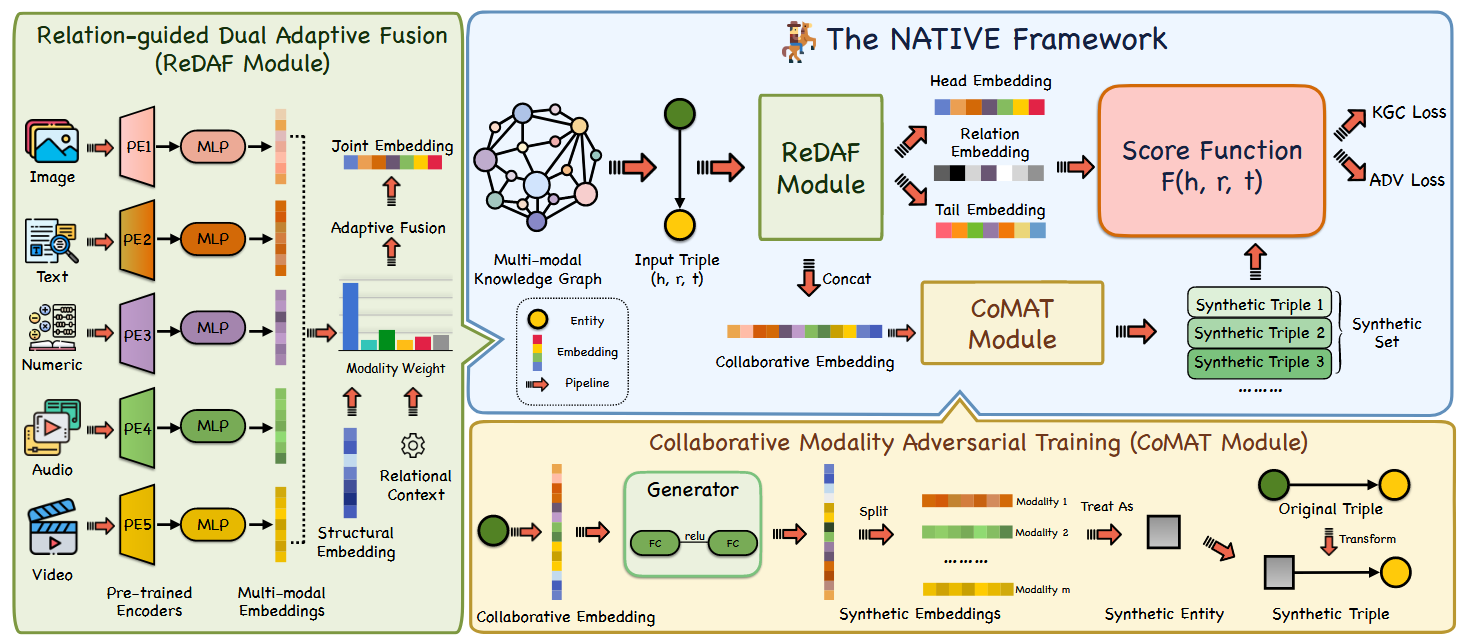 Relation-guided Dual Adaptive Fusion
(ReDAF Module)
Image
PE1
MLP
Text
PE2
MLP
Numeric
PE3
MLP
Audio
PE4
MLP
Video
PE5
MLP
Pre-trained
Encoders
Multi-modal
Embeddings
Joint Embedding
Adaptive Fusion
Modality Weight
Relational
Context
Structural
Embedding
The NATIVE Framework
Multi-modal
Knowledge Graph
Input Triple
(h, r, t)
Entity
Embedding
Pipeline
ReDAF
Module
Head Embedding
Relation
Embedding
Tail Embedding
Score Function
F(h, r, t)
KGC Loss
ADV Loss
Concat
Collaborative Embedding
CoMAT
Module
Synthetic Triple 1
Synthetic Triple 2
Synthetic Triple 3
………
Synthetic
Set
Collaborative Modality Adversarial Training (CoMAT Module)
Collaborative Embedding
Generator
FC
relu
FC
Split
Modality 1
Modality 2
………
Modality m
Synthetic Embeddings
Treat As
Synthetic Entity
Original Triple
Transform
Synthetic Triple